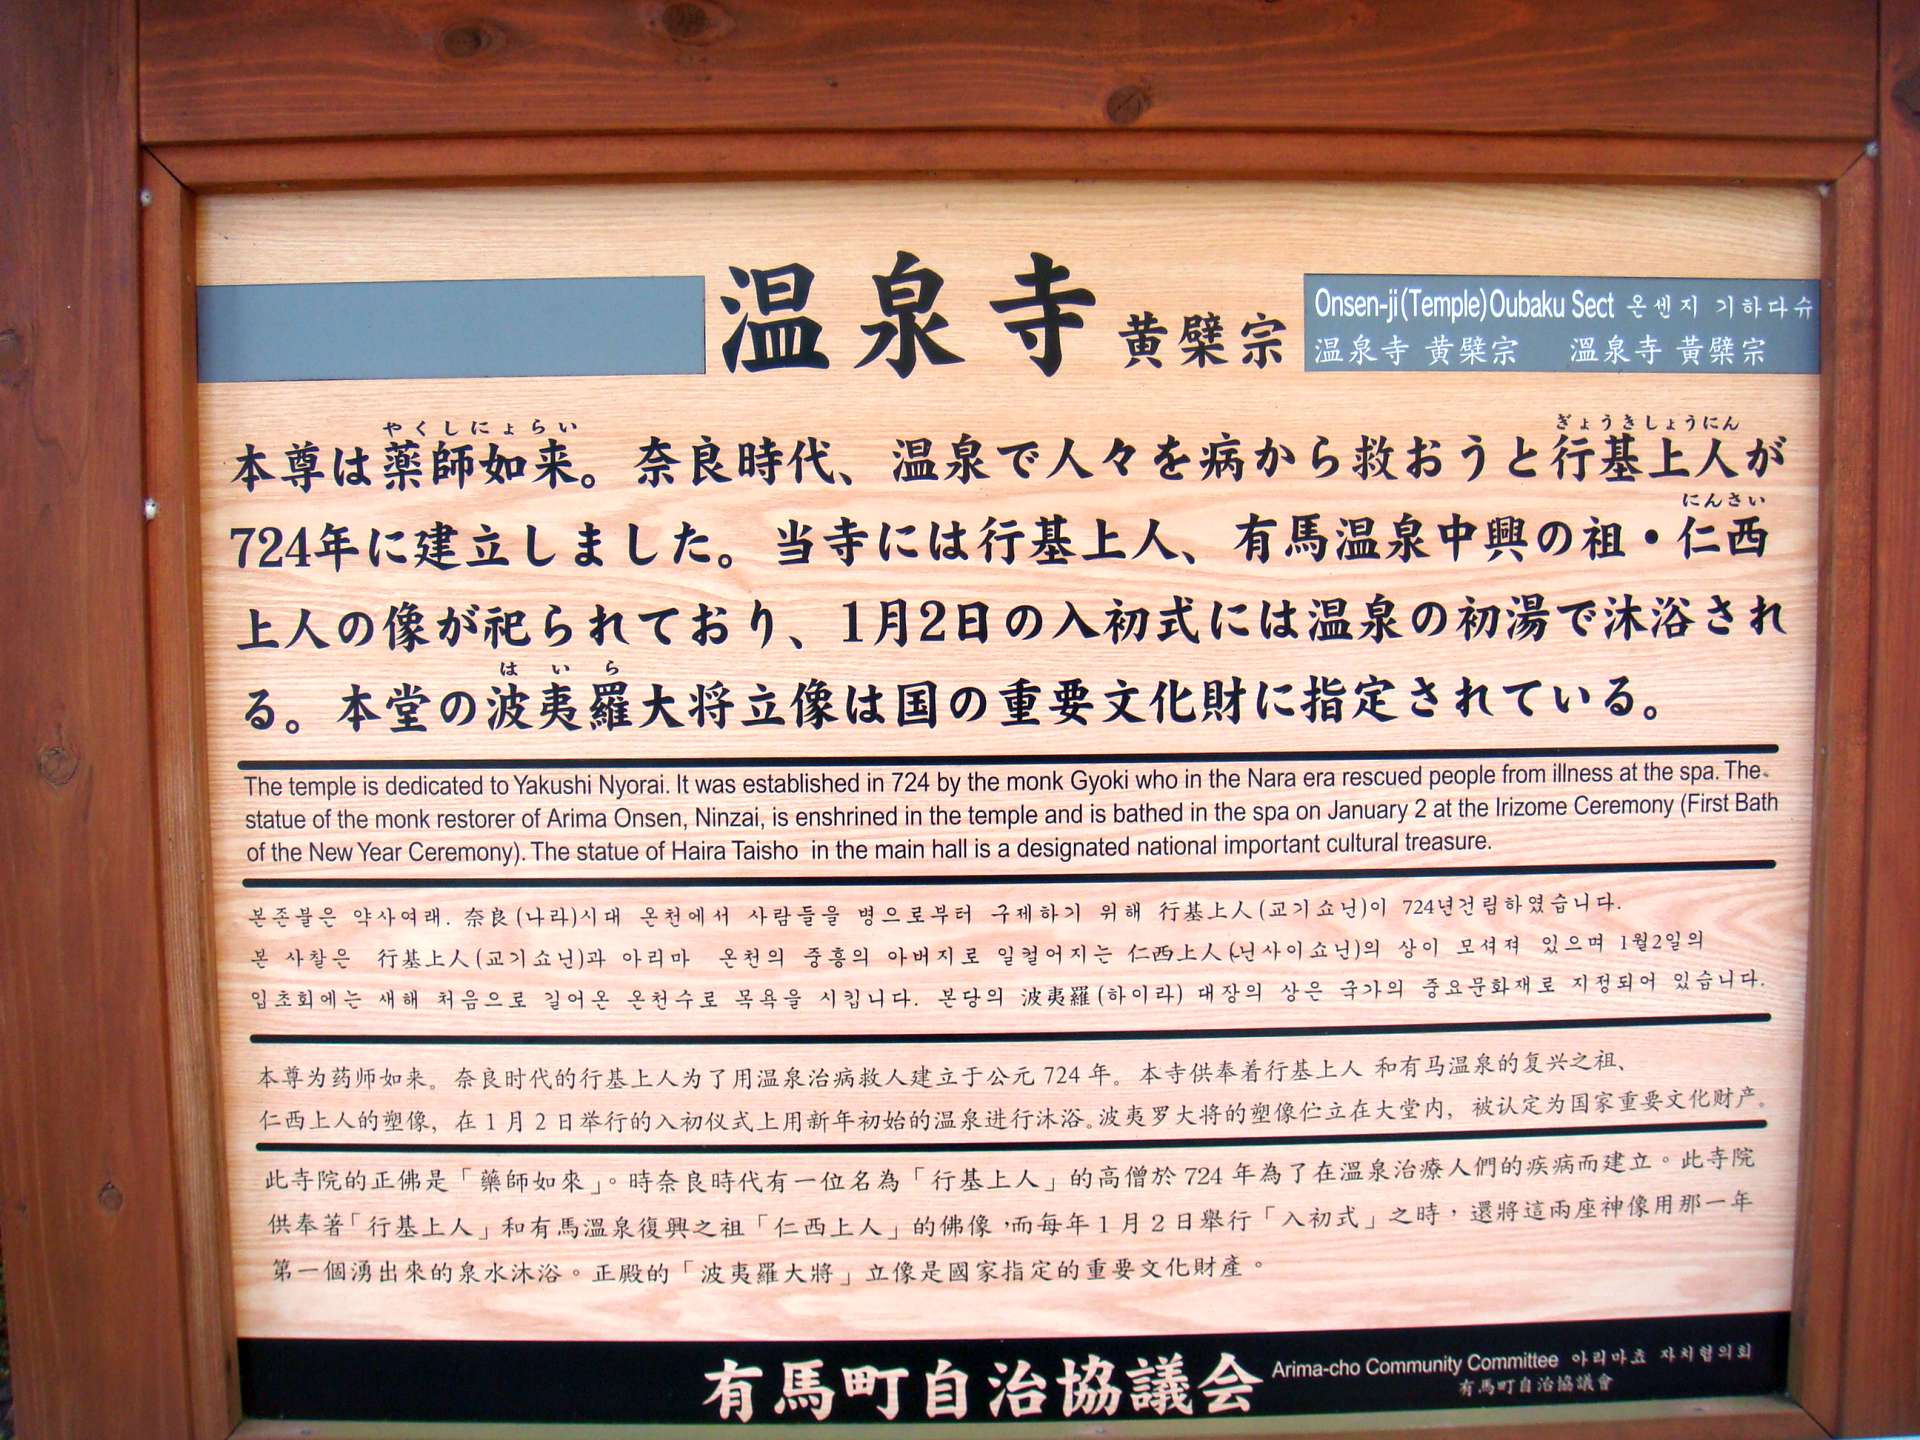 温泉寺 黄檗宗
Onsen-ji(Temple)Oubaku Sect 온센지 기하다슈
温泉寺 黄檗宗 溫泉寺 黃檗宗
やくしにょらい ぎょうきしょうにん
本尊は薬師如来。奈良時代、温泉で人々を病から救おうと行基上人が
にんさい
724年に建立しました。当寺には行基上人、有馬温泉中興の祖・仁西
上人の像が祀られており、1月2日の入初式には温泉の初湯で沐浴され
はいら
る。本堂の波夷羅大将立像は国の重要文化財に指定されている。
The temple is dedicated to Yakushi Nyorai. It was established in 724 by the monk Gyoki who in the Nara era rescued people from illness at the spa. The
statue of the monk restorer of Arima Onsen, Ninzai, is enshrined in the temple and is bathed in the spa on January 2 at the Irizome Ceremony (First Bath
of the New Year Ceremony). The statue of Haira Taisho in the main hall is a designated national important cultural treasure.
본존불은 약사여래. 奈良(나라)시대 온천에서 사람들을 병으로부터 구제하기 위해 行基上人(교기쇼닌)이 724년건립하였습니다.
본 사찰은 行基上人(교기쇼닌)과 아리마 온천의 중흥의 아버지로 일컬어지는 仁西上人(닌사이쇼닌)의 상이 모셔져 있으며 1월2일의
입초회에는 새해 처음으로 길어온 온천수로 목욕을 시킵니다. 본당의 波夷羅(하이라) 대장의 상은 국가의 중요문화재로 지정되어 있습니다.
本尊为药师如来。奈良时代的行基上人为了用温泉治病救人建立于公元 724 年。本寺供奉着行基上人 和有马温泉的复兴之祖、
仁西上人的塑像，在 1 月 2 日举行的入初仪式上用新年初始的温泉进行沐浴。波夷罗大将的塑像伫立在大堂内，被认定为国家重要文化财产。
此寺院的正佛是「藥師如來」。時奈良時代有一位名為「行基上人」的高僧於 724 年為了在溫泉治療人們的疾病而建立。此寺院
供奉著「行基上人」和有馬溫泉復興之祖「仁西上人」的佛像，而每年 1 月 2 日舉行「入初式」之時，還將這兩座神像用那一年
第一個湧出來的泉水沐浴。正殿的「波夷羅大將」立像是國家指定的重要文化財產。
有馬町自治協議会 Arima-cho Community Committee 아리마쵸 자치협의회
有馬町自治協議會